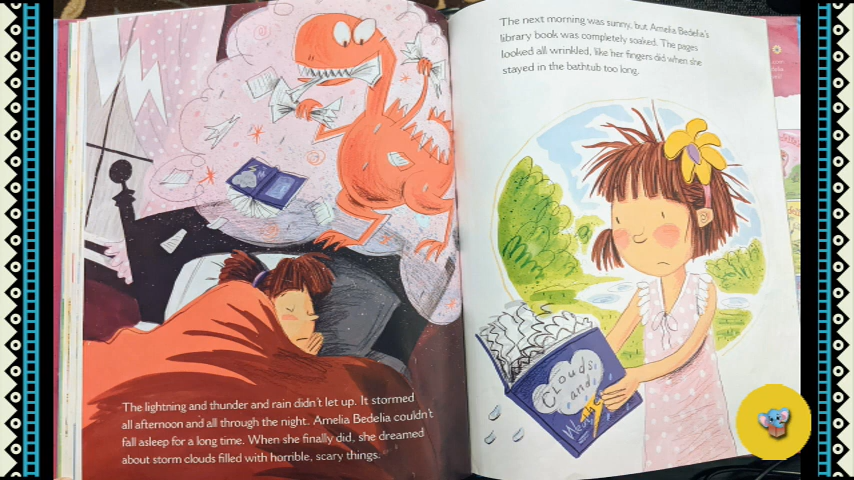 The lightning and thunder and rain didn't let up. It stormed
all afternoon and all through the night. Amelia Bedelia couldn't
fall asleep for a long time. When she finally did, she dreamed
about storm clouds filled with horrible, scary things.
The next morning was sunny, but Amelia Bedelia's
library book was completely soaked. The pages
looked all wrinkled, like her fingers did when she
stayed in the bathtub too long.
Clouds
and